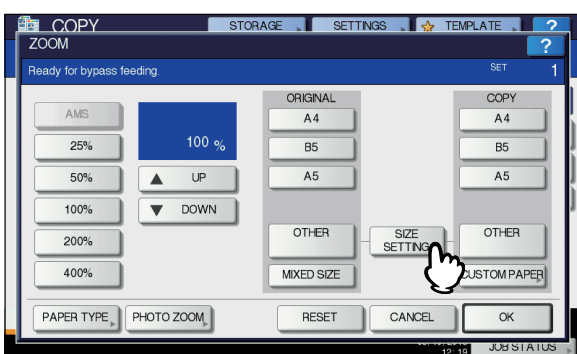 COPY
STORAGE SETTINGS TEMPLATE ?
ZOOM ?
Ready for bypass feeding. SET 1
ORIGINAL COPY
AMS A4 A4
25% 100 % B5 B5
50% UP A5 A5
100% DOWN
200% OTHER SIZE SETTING OTHER
400% MIXED SIZE CUSTOM PAPER
PAPER TYPE PHOTO ZOOM RESET CANCEL OK
12:19 JOB STATUS